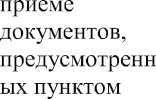 приеме
документов,
предусмотренн
ых пунктом